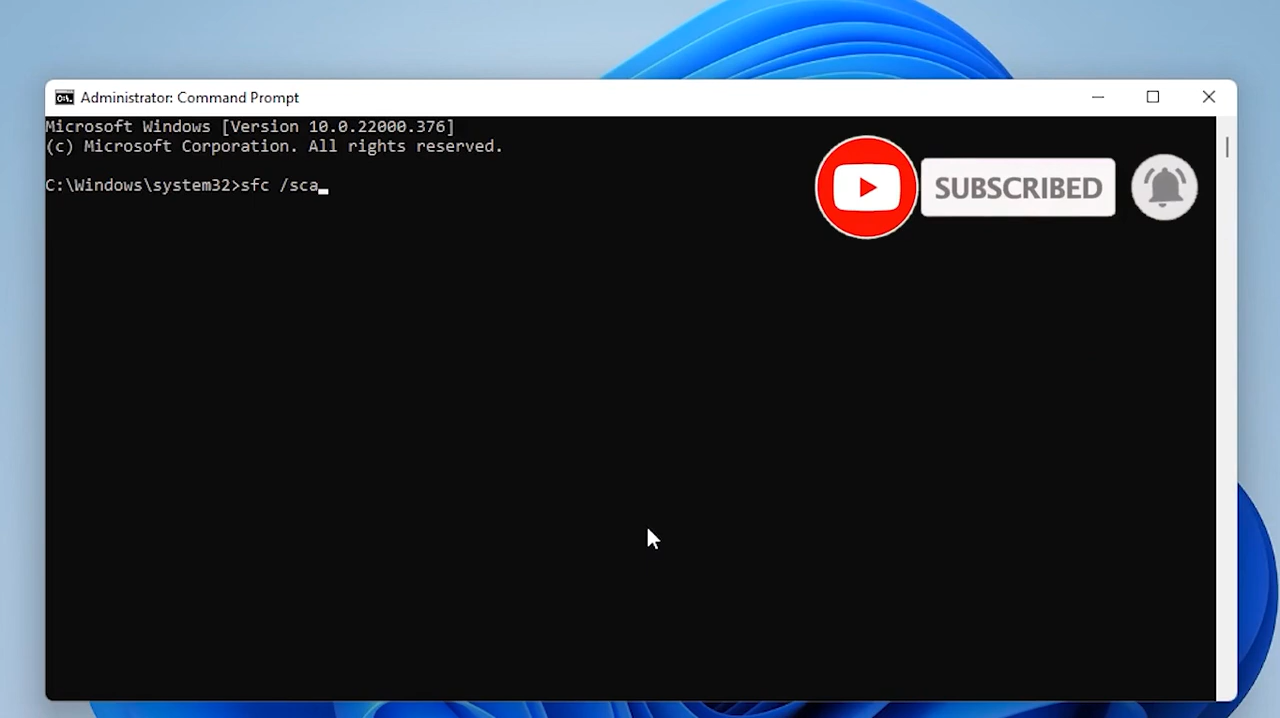 Administrator: Command Prompt
Microsoft Windows [Version 10.0.22000.376]
(c) Microsoft Corporation. All rights reserved.
C:\Windows\system32>sfc /sca
SUBSCRIBED